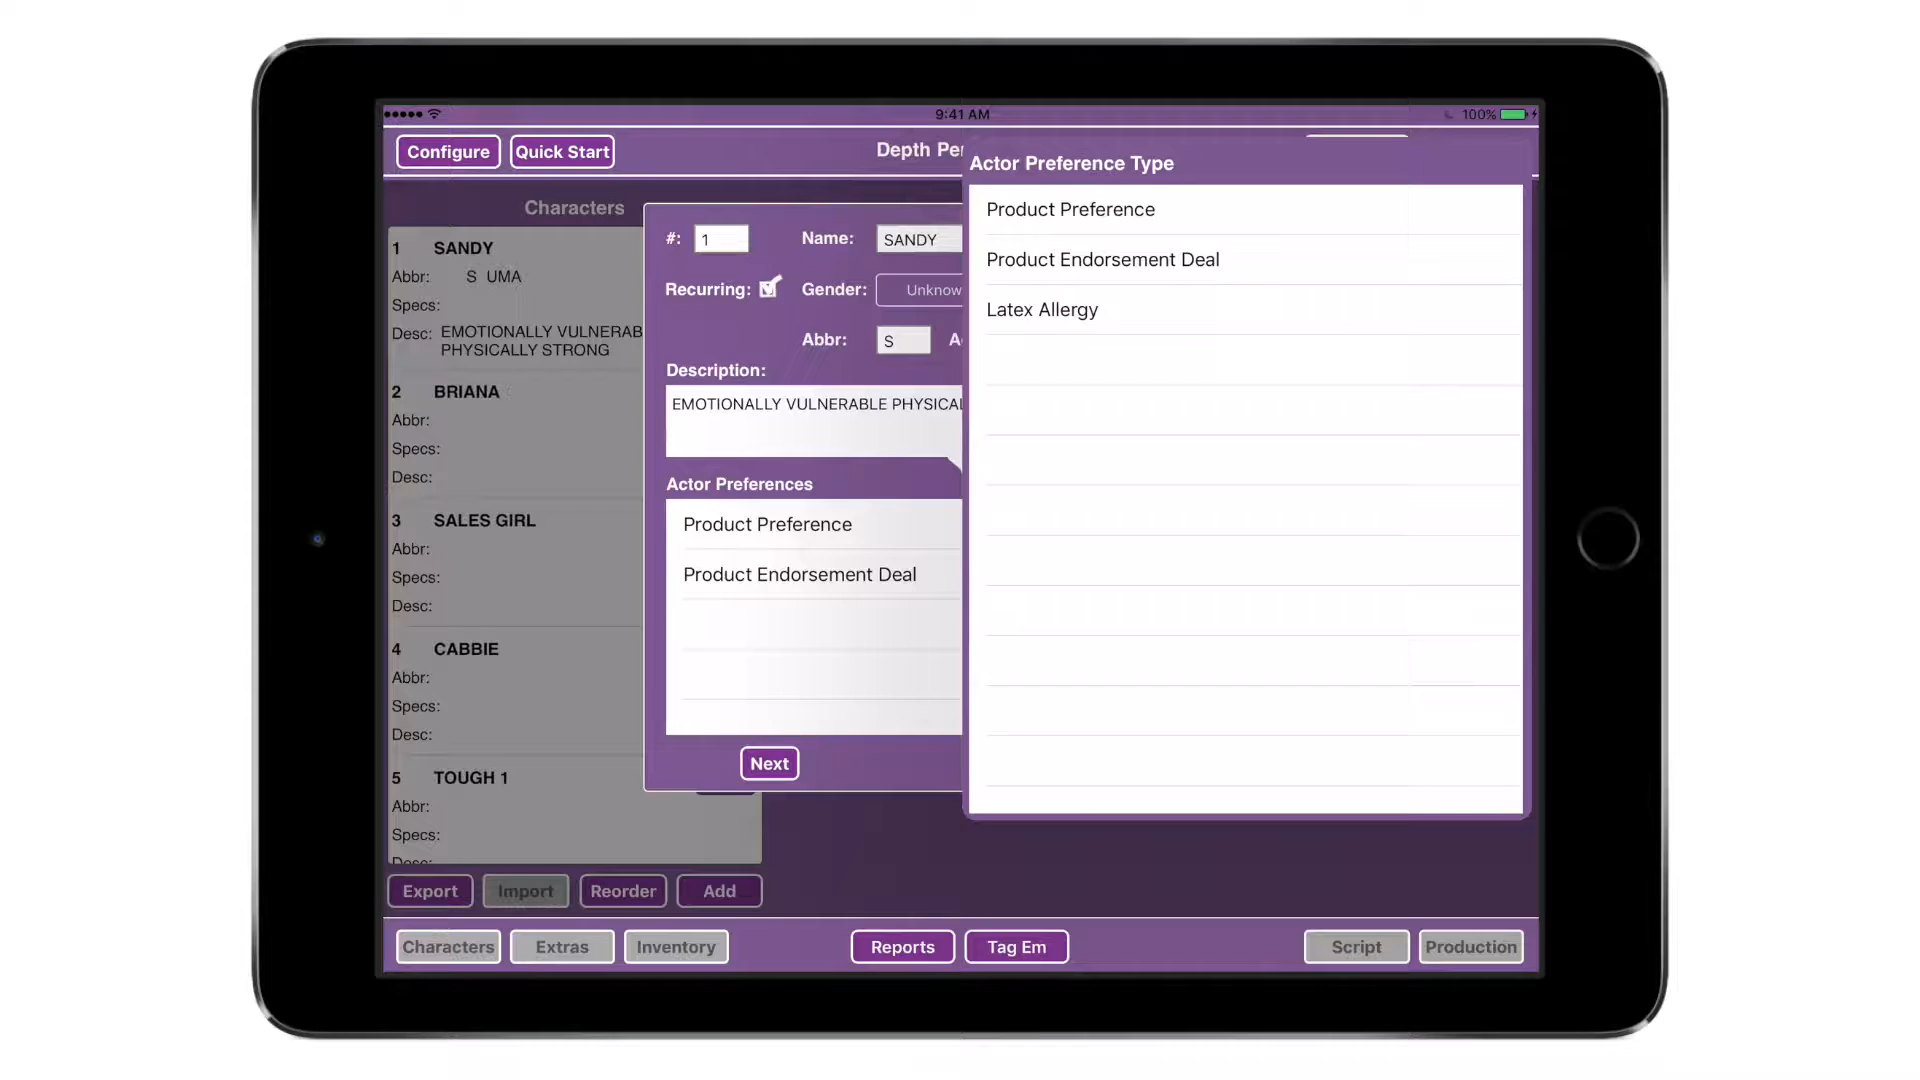 9:41 AM
100%
Configure
Quick Start
Depth Pe
Actor Preference Type
Product Preference
Product Endorsement Deal
Latex Allergy
Characters
1 SANDY
Abbr: S UMA
Specs:
Desc: EMOTIONALLY VULNERAB
PHYSICALLY STRONG
2 BRIANA
Abbr:
Specs:
Desc:
3 SALES GIRL
Abbr:
Specs:
Desc:
4 CABBIE
Abbr:
Specs:
Desc:
5 TOUGH 1
Abbr:
Specs:
Desc:
#: 1 Name: SANDY
Recurring: Gender: Unknow
Abbr: S A
Description:
EMOTIONALLY VULNERABLE PHYSICAL
Actor Preferences
Product Preference
Product Endorsement Deal
Next
Export
Import
Reorder
Add
Characters
Extras
Inventory
Reports
Tag Em
Script
Production